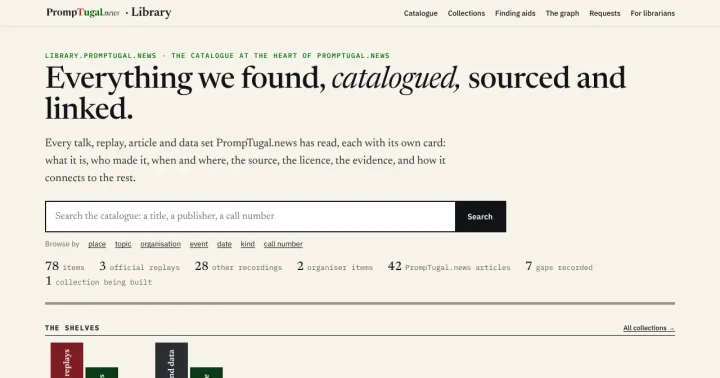 PrompTugal.news · Library
Catalogue Collections Finding aids The graph Requests For librarians
LIBRARY.PROMPTUGAL.NEWS · THE CATALOGUE AT THE HEART OF PROMPTUGAL.NEWS
Everything we found, catalogued, sourced and
linked.
Every talk, replay, article and data set PrompTugal.news has read, each with its own card:
what it is, who made it, when and where, the source, the licence, the evidence, and how it
connects to the rest.
Search the catalogue: a title, a publisher, a call number
Search
Browse by place topic organisation event date kind call number
78 items 3 official replays 28 other recordings 2 organiser items 42 PrompTugal.news articles 7 gaps recorded
1 collection being built
THE SHELVES
All collections →
replays
nd data